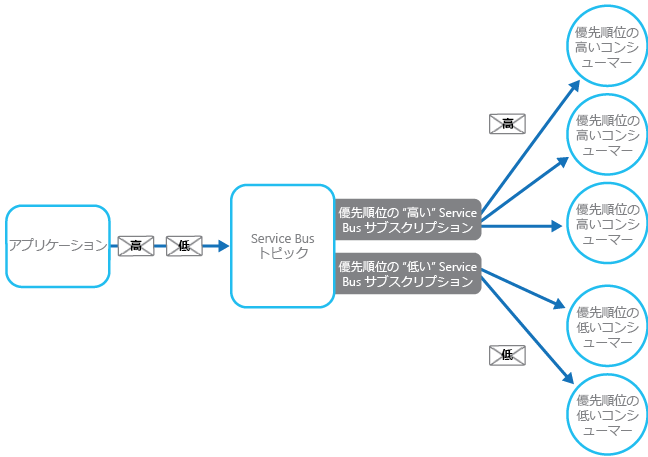 アプリケーション
高
低
Service Bus
トピック
優先順位の "高い" Service
Bus サブスクリプション
優先順位の "低い" Service
Bus サブスクリプション
高
低
優先順位の
高いコンシ
ューマー
優先順位の
高いコンシ
ューマー
優先順位の
高いコンシ
ューマー
優先順位の
低いコンシ
ューマー
優先順位の
低いコンシ
ューマー